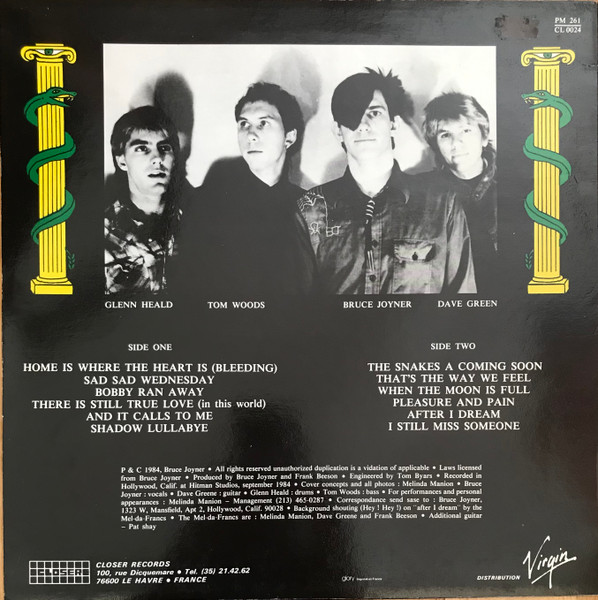 PM 261
CL 0024
GLENN HEALD TOM WOODS BRUCE JOYNER DAVE GREEN
SIDE ONE
HOME IS WHERE THE HEART IS (BLEEDING)
SAD SAD WEDNESDAY
BOBBY RAN AWAY
THERE IS STILL TRUE LOVE (in this world)
AND IT CALLS TO ME
SHADOW LULLABYE
SIDE TWO
THE SNAKES A COMING SOON
THAT'S THE WAY WE FEEL
WHEN THE MOON IS FULL
PLEASURE AND PAIN
AFTER I DREAM
I STILL MISS SOMEONE
P & C 1984, Bruce Joyner • All rights reserved unauthorized duplication is a vidation of applicable • Laws licensed
from Bruce Joyner • Produced by Bruce Joyner and Frank Beeson • Engineered by Tom Byars • Recorded in
Hollywood, Calif. at Hitman Studios, september 1984 • Cover concepts and all photos : Melinda Manion • Bruce
Joyner : vocals • Dave Greene : guitar • Glenn Heald : drums • Tom Woods : bass • For performances and personal
appearances : Melinda Manion - Management (213) 465-0287 • Correspondance send sase to : Bruce Joyner,
1323 W, Mansfield, Apt 2, Hollywood, Calif. 90028 • Background shouting (Hey ! Hey !) on "after I dream" by the
Mel-da-Francs • The Mel-da-Francs are : Melinda Manion, Dave Greene and Frank Beeson • Additional guitar
– Pat shay
CLOSER
CLOSER RECORDS
100, rue Dicquemare • Tel. (35) 21.42.62
76600 LE HAVRE • FRANCE
glory
DISTRIBUTION Virgin